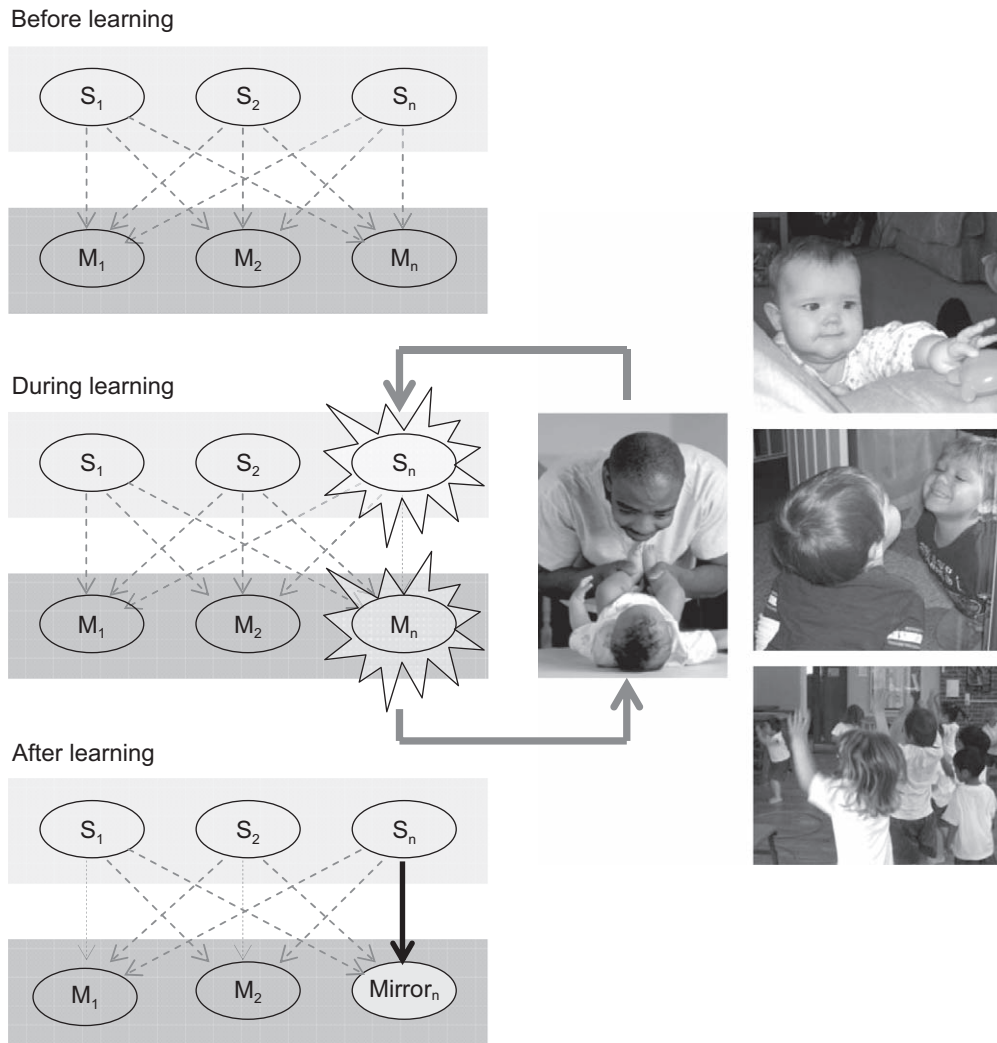 Before learning
S₁ S₂ Sₙ
M₁ M₂ Mₙ
During learning
S₁ S₂ Sₙ
M₁ M₂ Mₙ
After learning
S₁ S₂ Sₙ
M₁ M₂ Mirrorₙ